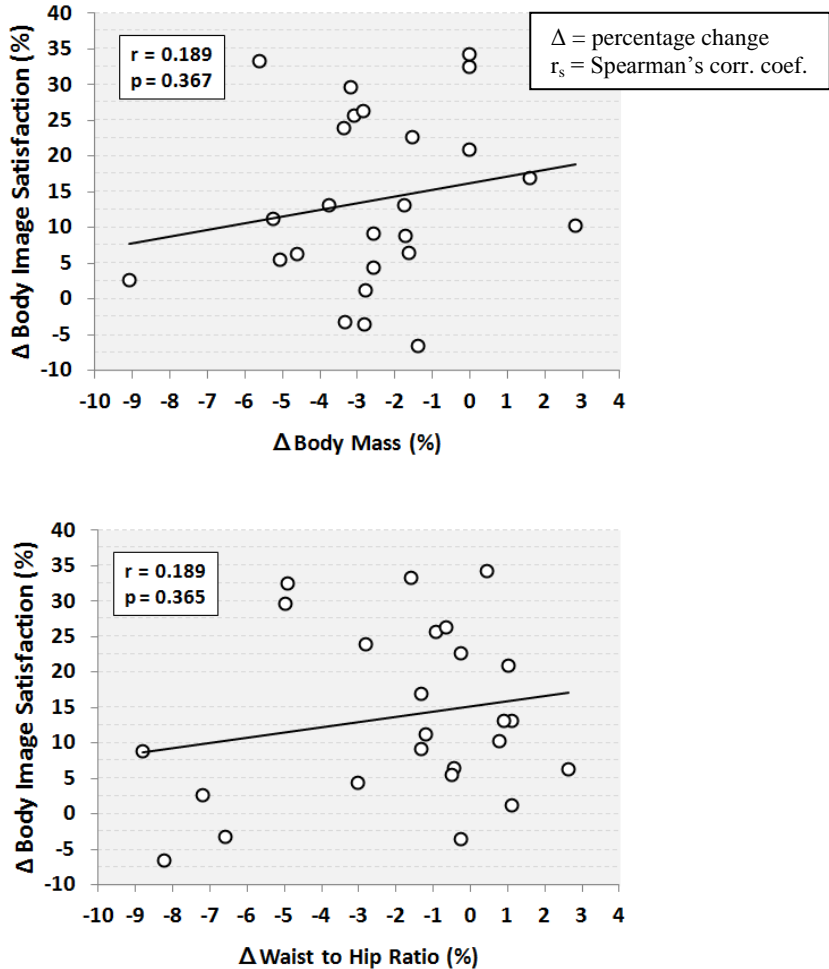 Δ = percentage change
rs = Spearman's corr. coef.
r = 0.189
p = 0.367
Δ Body Image Satisfaction (%)
40
35
30
25
20
15
10
5
0
-5
-10
-10 -9 -8 -7 -6 -5 -4 -3 -2 -1 0 1 2 3 4
Δ Body Mass (%)
r = 0.189
p = 0.365
Δ Body Image Satisfaction (%)
40
35
30
25
20
15
10
5
0
-5
-10
-10 -9 -8 -7 -6 -5 -4 -3 -2 -1 0 1 2 3 4
Δ Waist to Hip Ratio (%)